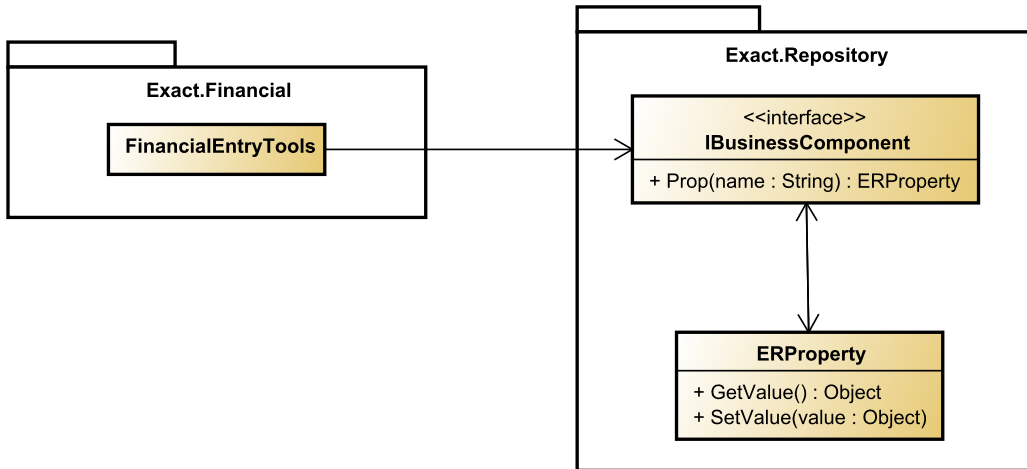 Exact.Financial
FinancialEntryTools
Exact.Repository
<<interface>>
IBusinessComponent
+ Prop(name : String) : ERProperty
ERProperty
+ GetValue() : Object
+ SetValue(value : Object)